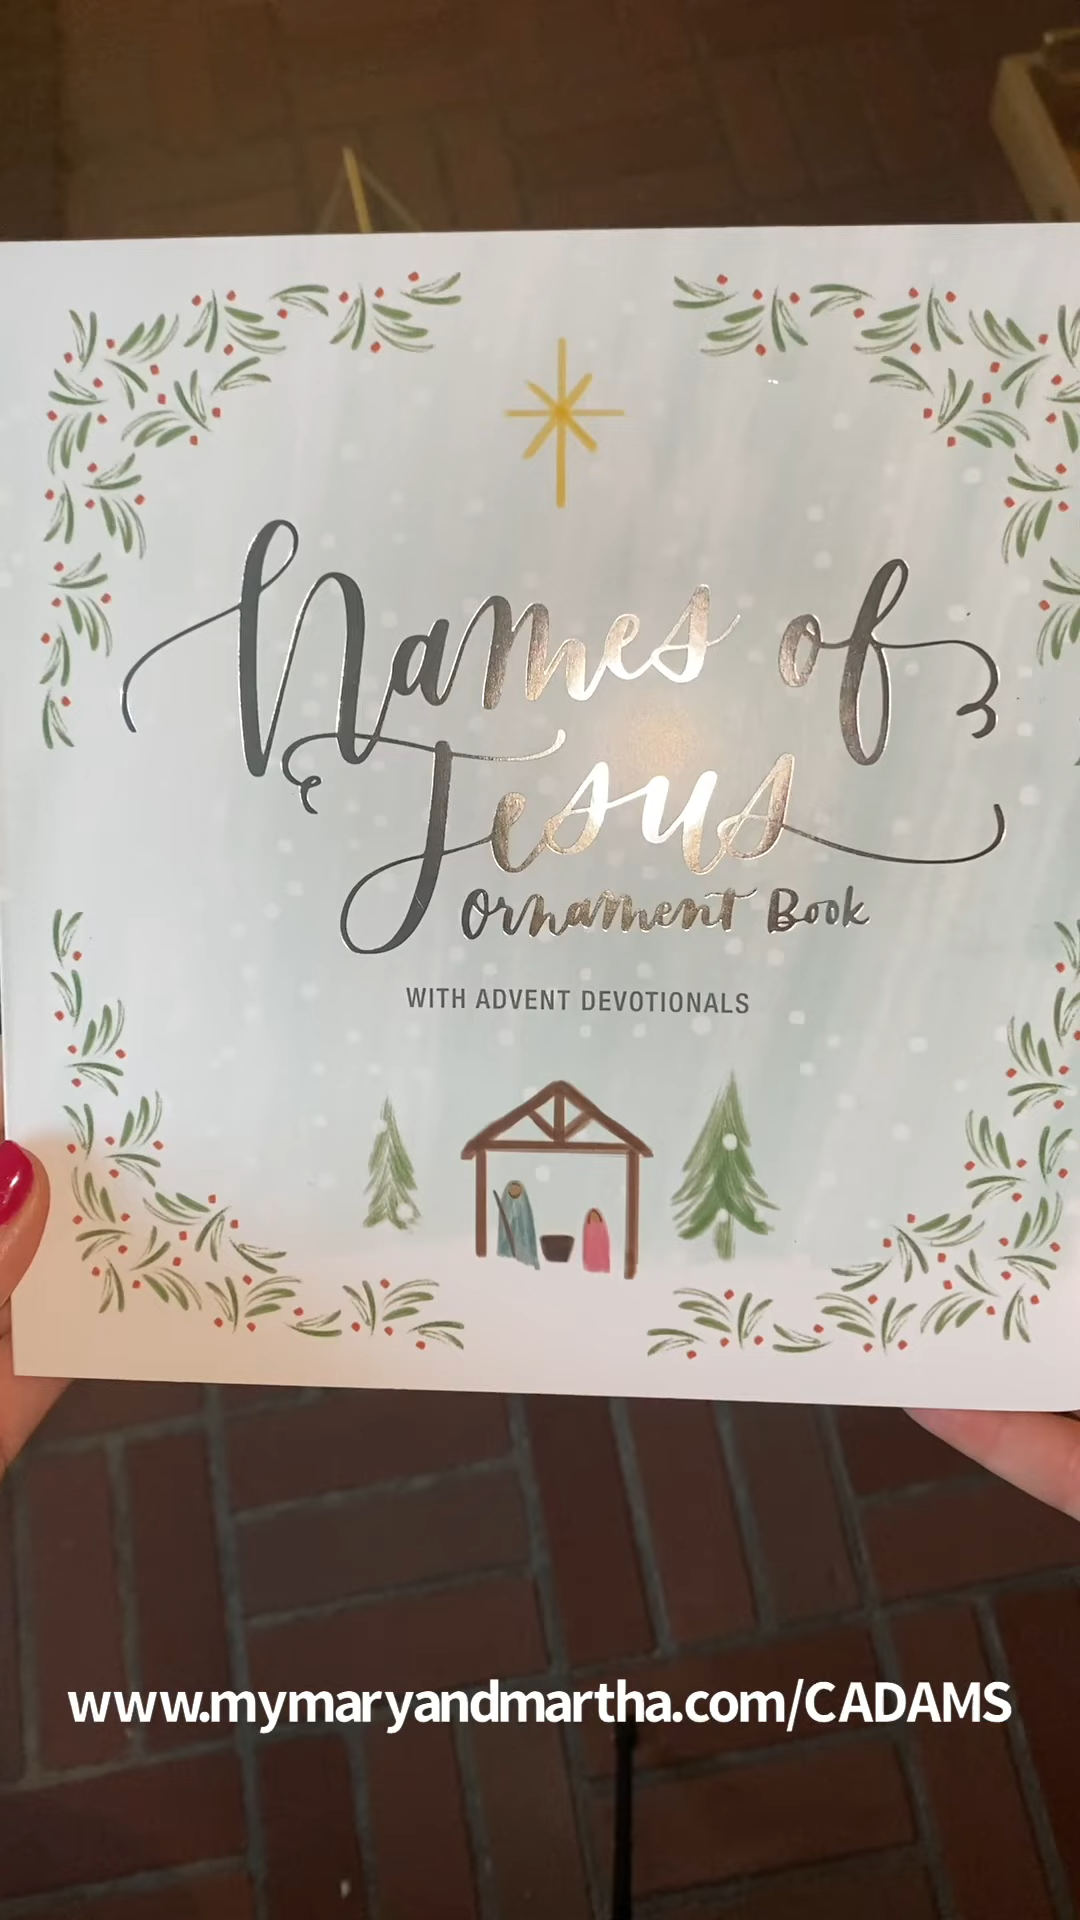 Names of
Jesus
Ornament Book
WITH ADVENT DEVOTIONALS
www.mymaryandmartha.com/CADAMS